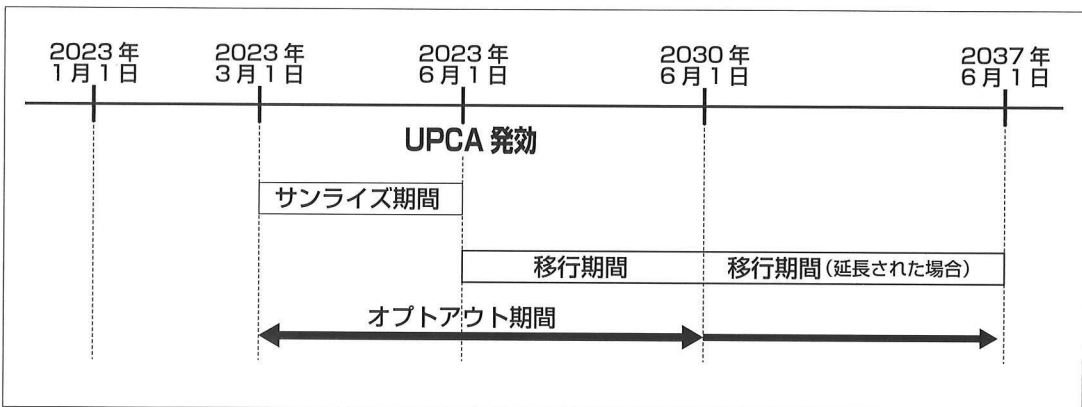 2023年
1月1日
2023年
3月1日
2023年
6月1日
2030年
6月1日
2037年
6月1日
UPCA 発効
サンライズ期間
移行期間
移行期間(延長された場合)
オプトアウト期間